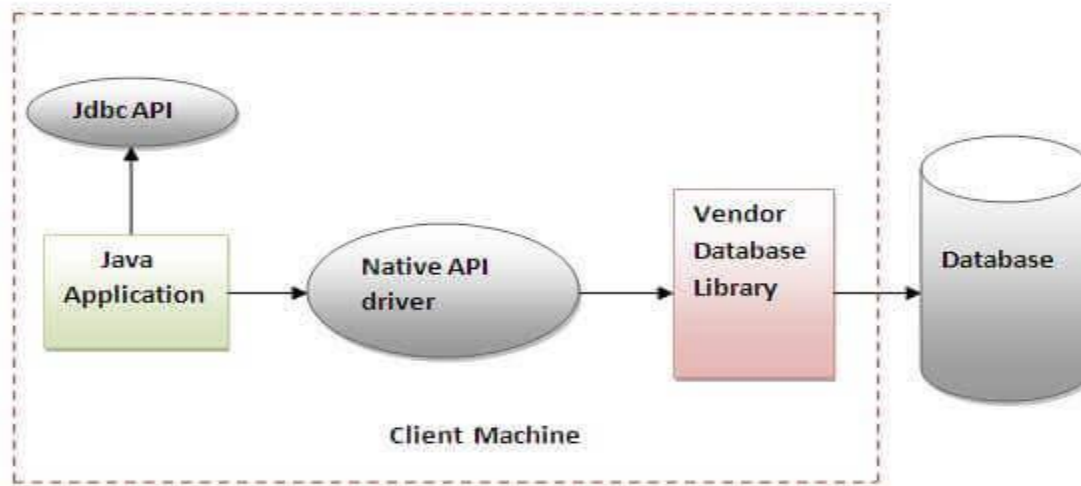 Jdbc API
Java
Application
Native API
driver
Vendor
Database
Library
Database
Client Machine